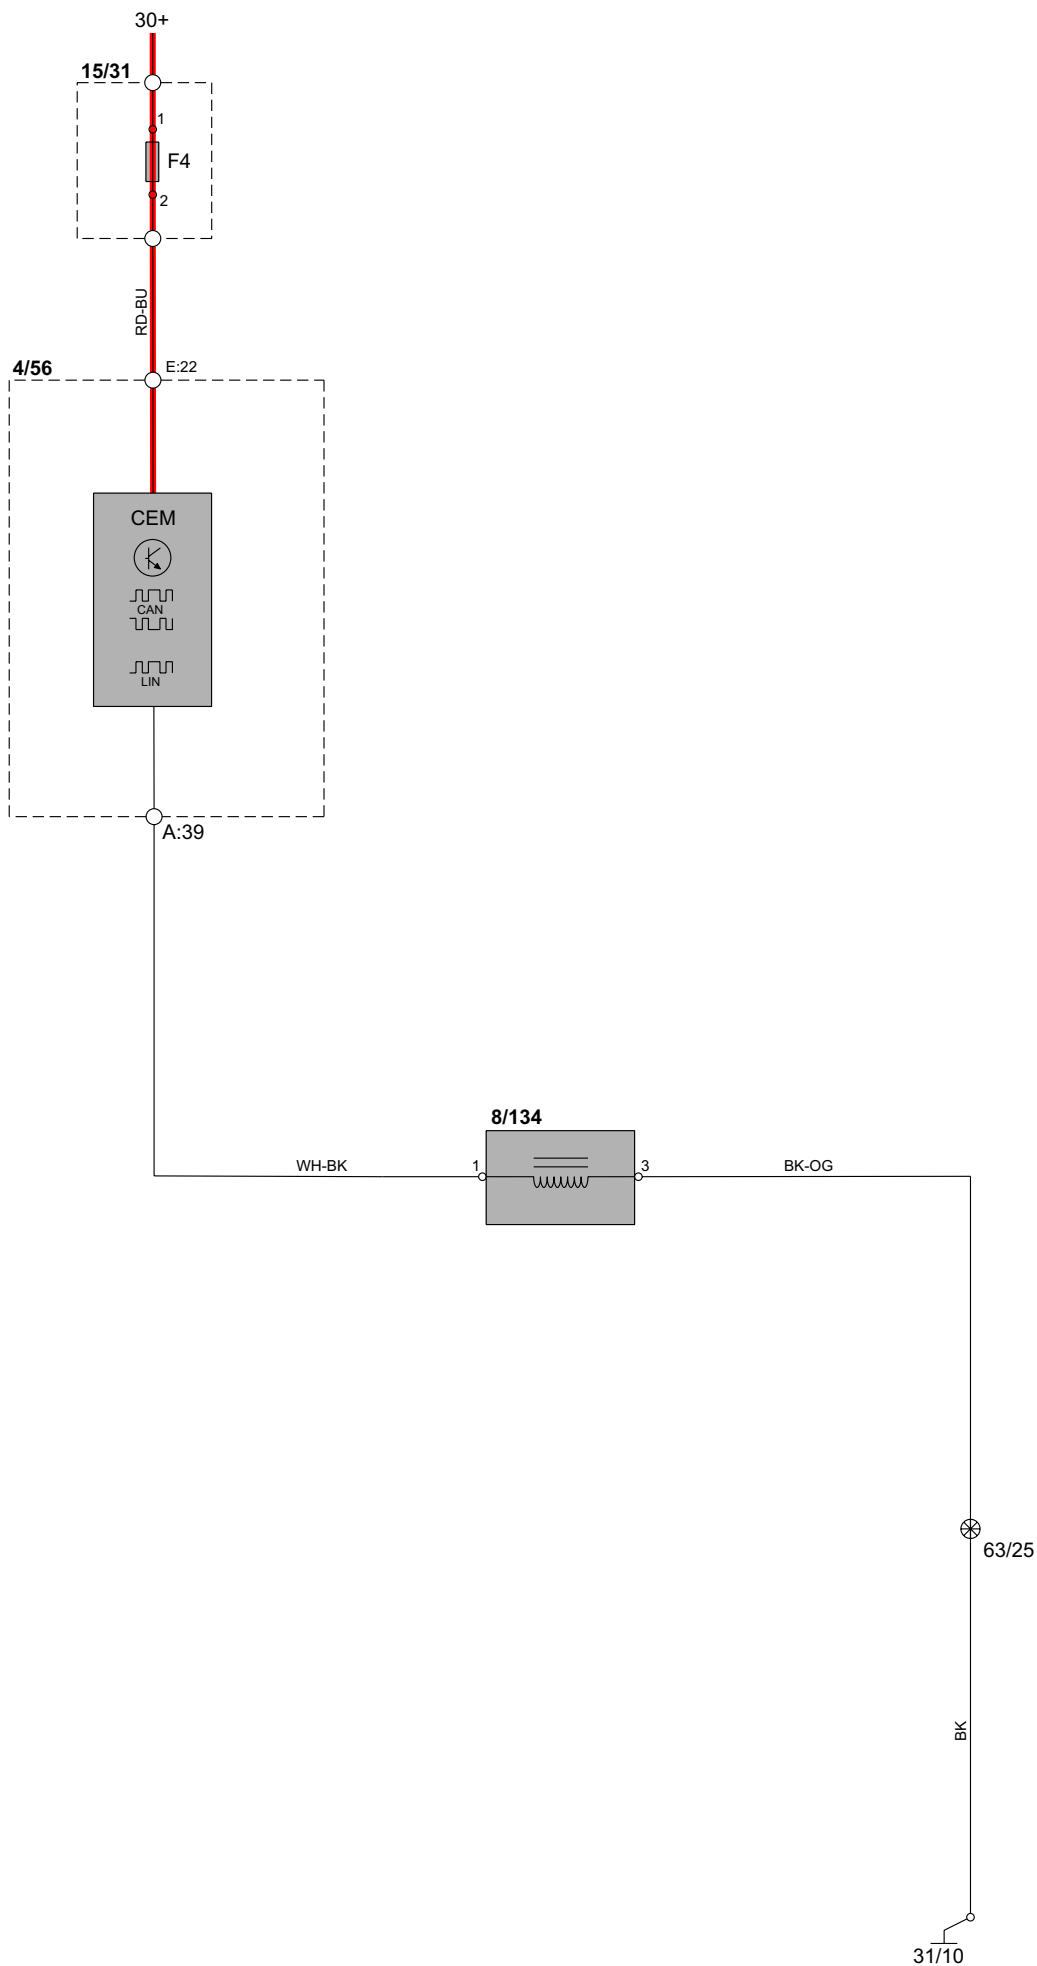 30+
15/31
1
F4
2
RD-BU
4/56
E:22
CEM
CAN
LIN
A:39
8/134
WH-BK
1
3
BK-OG
63/25
BK
31/10